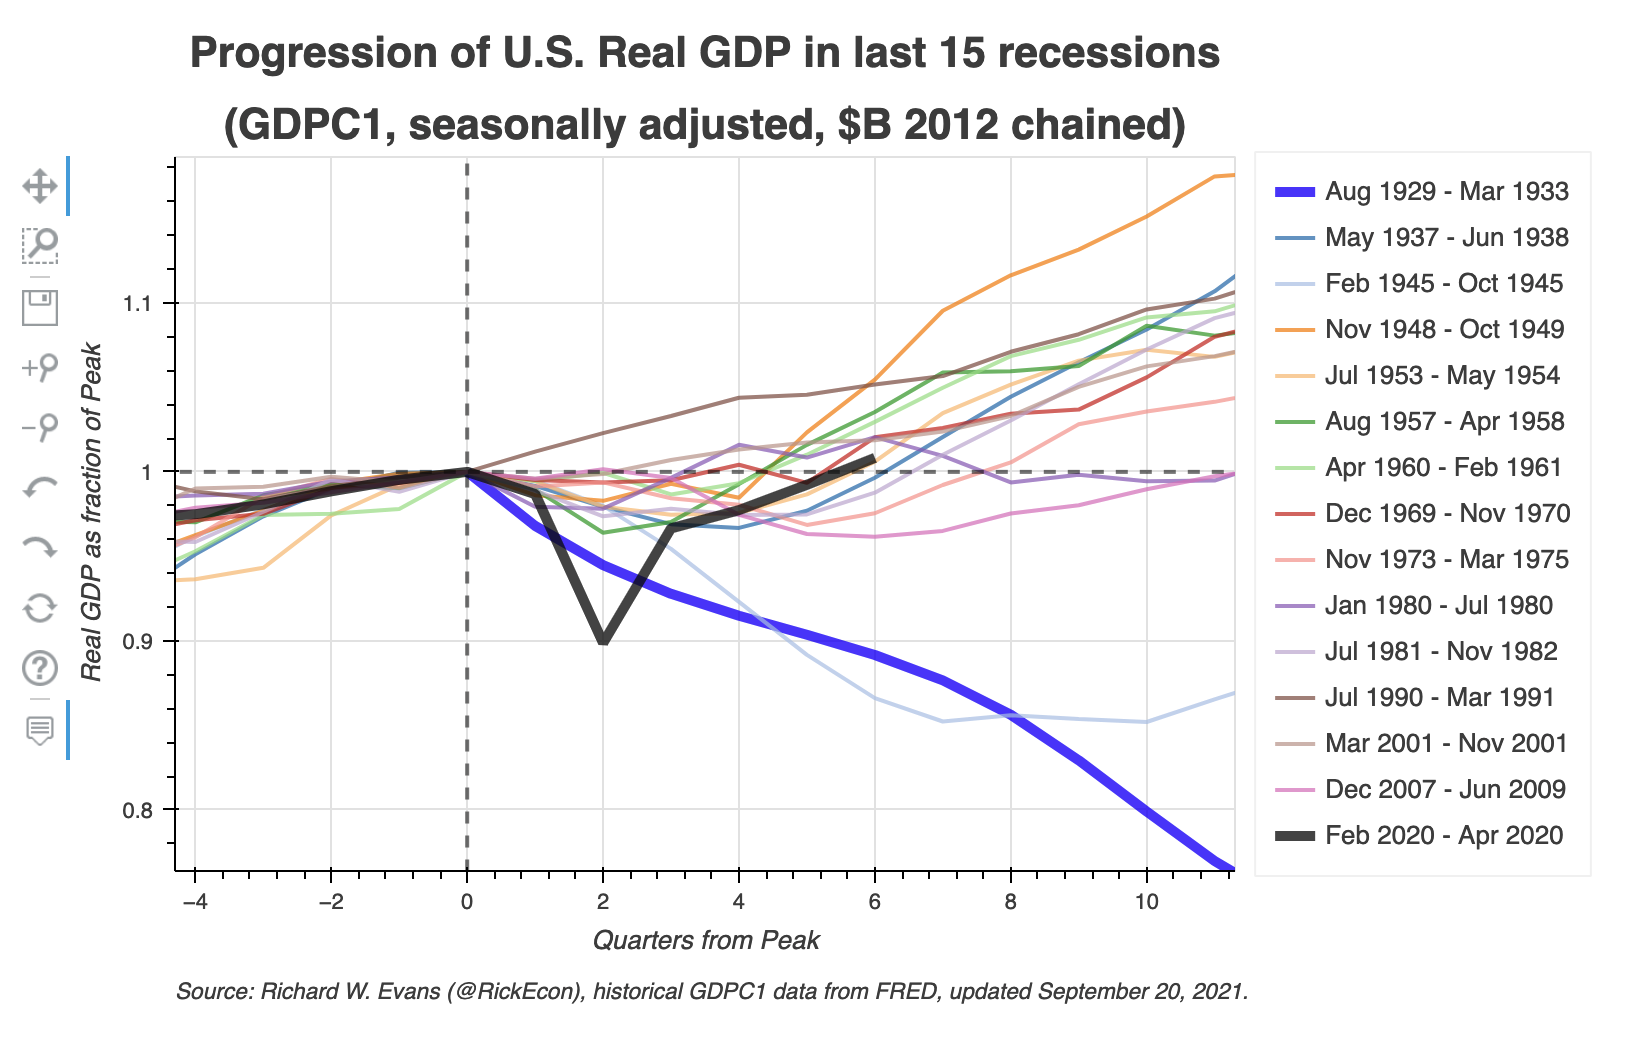 Progression of U.S. Real GDP in last 15 recessions
(GDPC1, seasonally adjusted, $B 2012 chained)
Real GDP as fraction of Peak
1.1
1
0.9
0.8
−4
−2
0
2
4
6
8
10
Quarters from Peak
Aug 1929 - Mar 1933
May 1937 - Jun 1938
Feb 1945 - Oct 1945
Nov 1948 - Oct 1949
Jul 1953 - May 1954
Aug 1957 - Apr 1958
Apr 1960 - Feb 1961
Dec 1969 - Nov 1970
Nov 1973 - Mar 1975
Jan 1980 - Jul 1980
Jul 1981 - Nov 1982
Jul 1990 - Mar 1991
Mar 2001 - Nov 2001
Dec 2007 - Jun 2009
Feb 2020 - Apr 2020
Source: Richard W. Evans (@RickEcon), historical GDPC1 data from FRED, updated September 20, 2021.